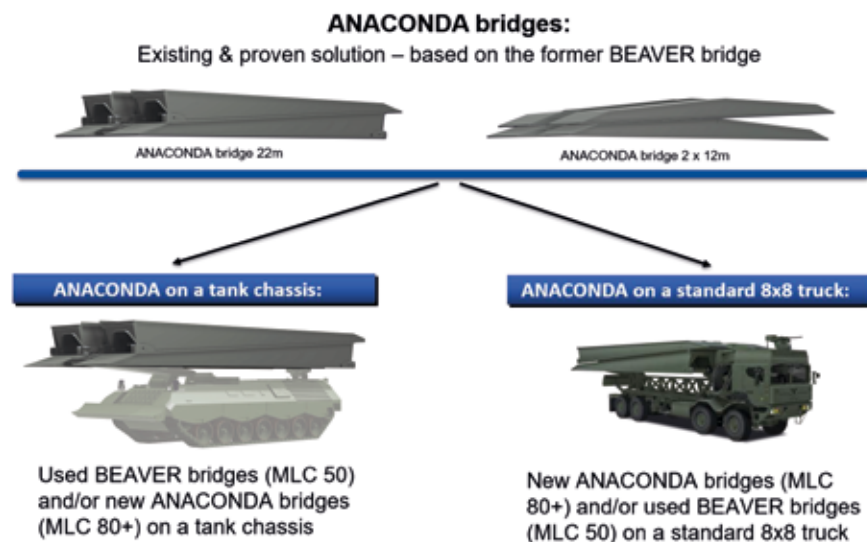 ANACONDA bridges:
Existing & proven solution – based on the former BEAVER bridge
ANACONDA bridge 22m
ANACONDA bridge 2 x 12m
ANACONDA on a tank chassis:
ANACONDA on a standard 8x8 truck:
Used BEAVER bridges (MLC 50)
and/or new ANACONDA bridges
(MLC 80+) on a tank chassis
New ANACONDA bridges (MLC
80+) and/or used BEAVER bridges
(MLC 50) on a standard 8x8 truck